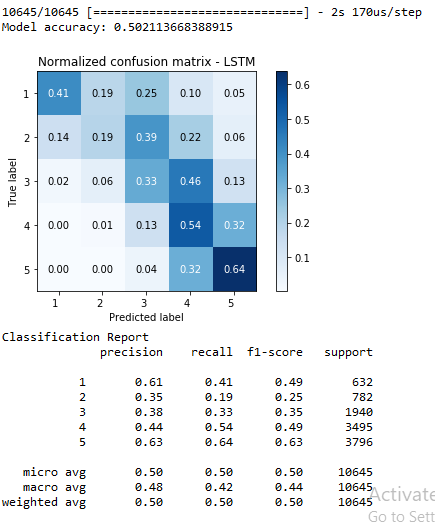 10645/10645 [==============================] - 2s 170us/step
Model accuracy: 0.502113668388915
Normalized confusion matrix - LSTM
1 0.41 0.19 0.25 0.10 0.05
2 0.14 0.19 0.39 0.22 0.06
3 0.02 0.06 0.33 0.46 0.13
4 0.00 0.01 0.13 0.54 0.32
5 0.00 0.00 0.04 0.32 0.64
1 2 3 4 5
True label
Predicted label
0.6
0.5
0.4
0.3
0.2
0.1
Classification Report
precision recall f1-score support
1 0.61 0.41 0.49 632
2 0.35 0.19 0.25 782
3 0.38 0.33 0.35 1940
4 0.44 0.54 0.49 3495
5 0.63 0.64 0.63 3796
micro avg 0.50 0.50 0.50 10645
macro avg 0.48 0.42 0.44 10645
weighted avg 0.50 0.50 0.50 10645
Activate
Go to Sett